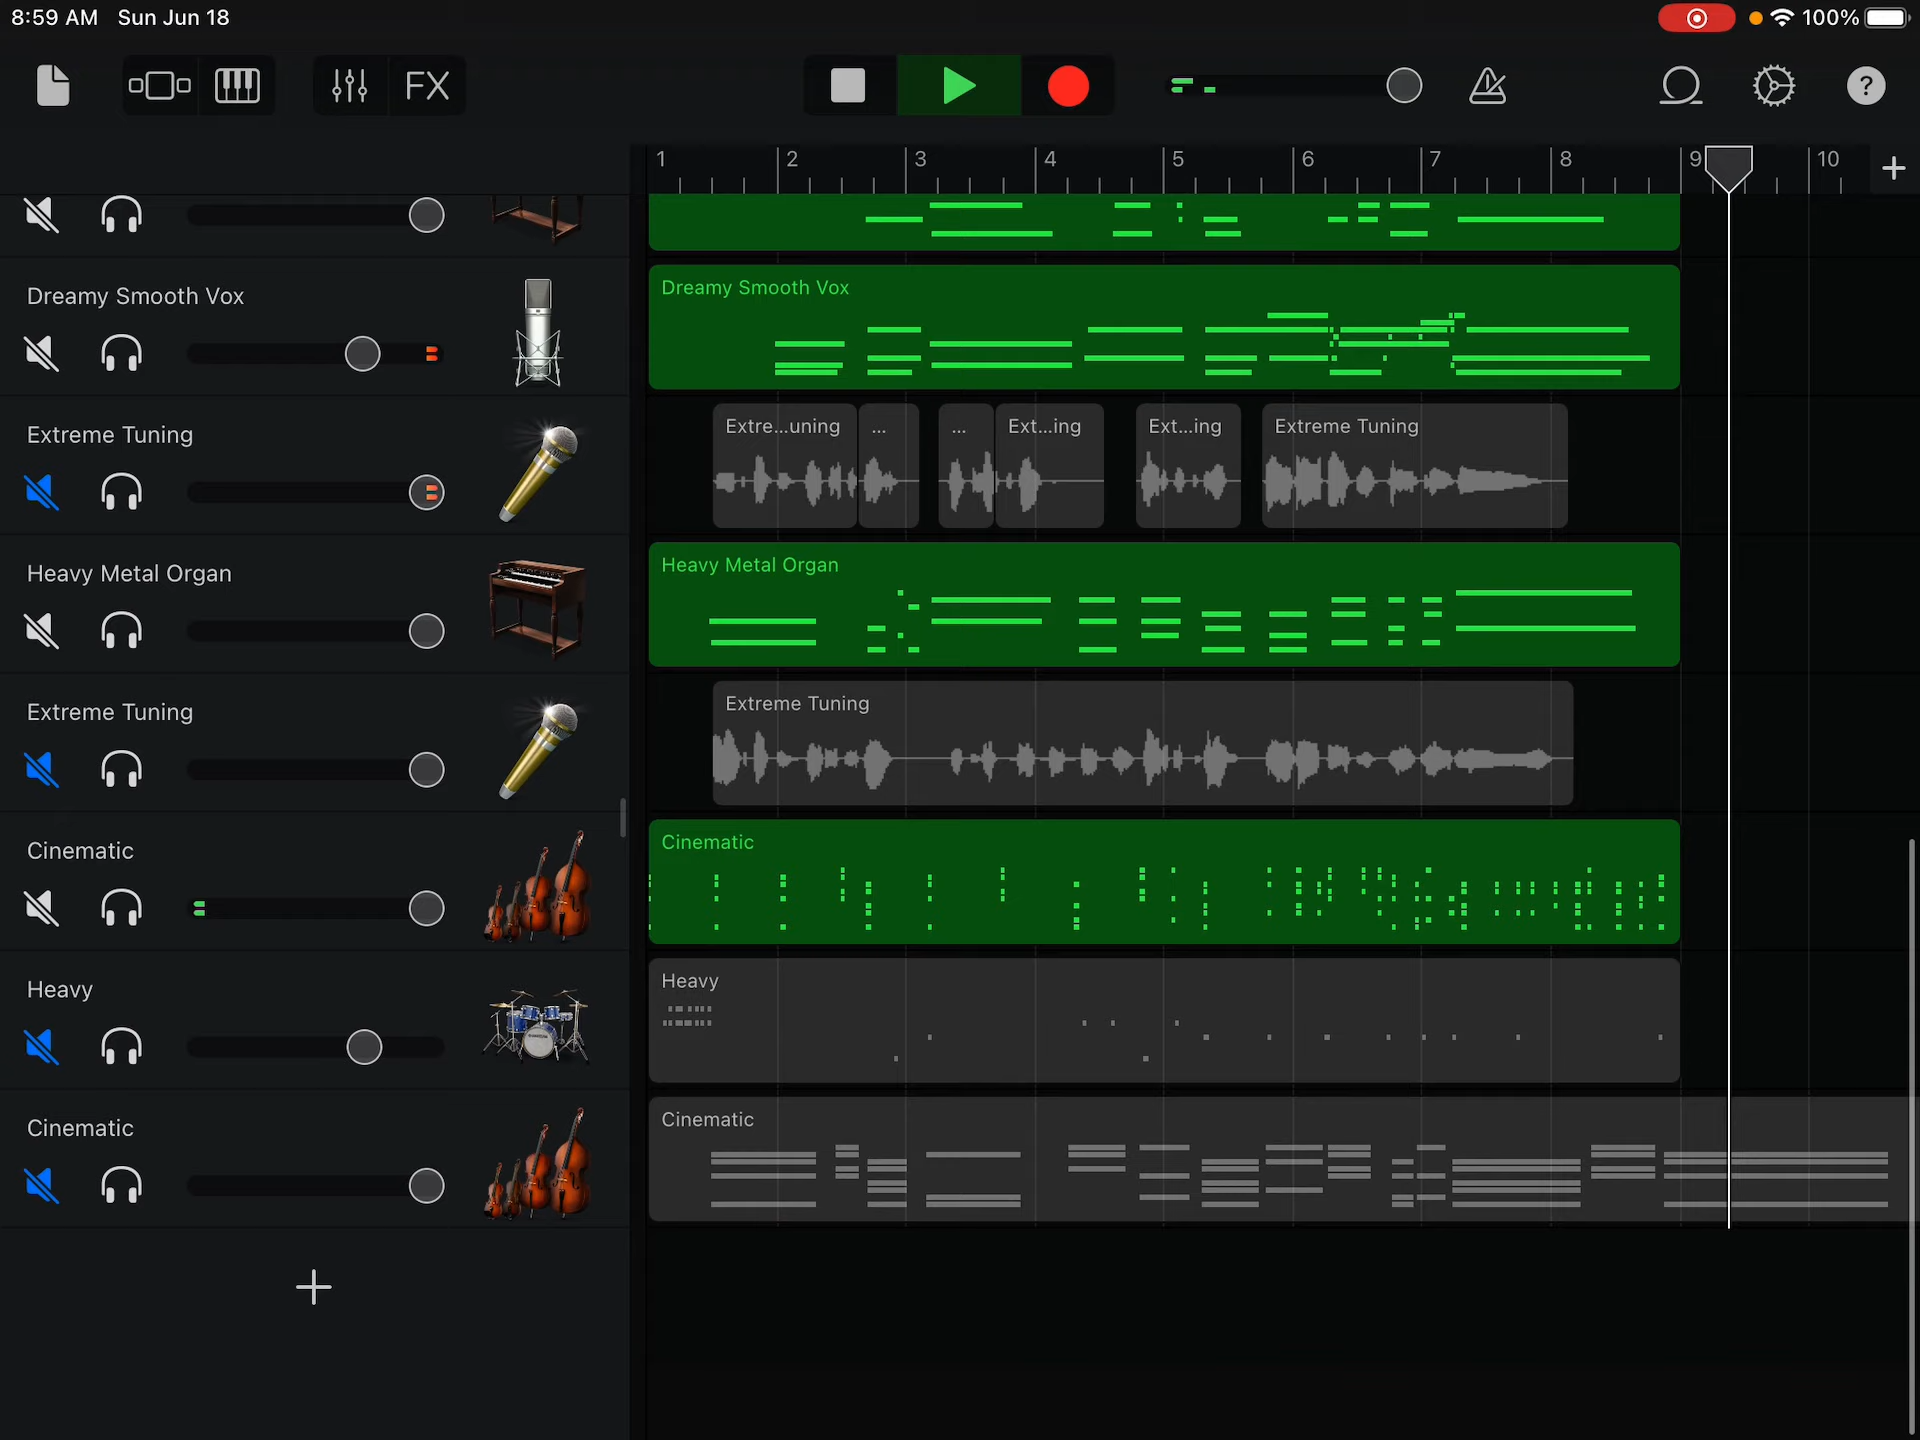 8:59 AM Sun Jun 18
100%
FX
?
1 2 3 4 5 6 7 8 9 10
Dreamy Smooth Vox
Dreamy Smooth Vox
Extreme Tuning
Extre...uning ... ... Ext...ing Ext...ing Extreme Tuning
Heavy Metal Organ
Heavy Metal Organ
Extreme Tuning
Extreme Tuning
Cinematic
Cinematic
Heavy
Heavy
Cinematic
Cinematic